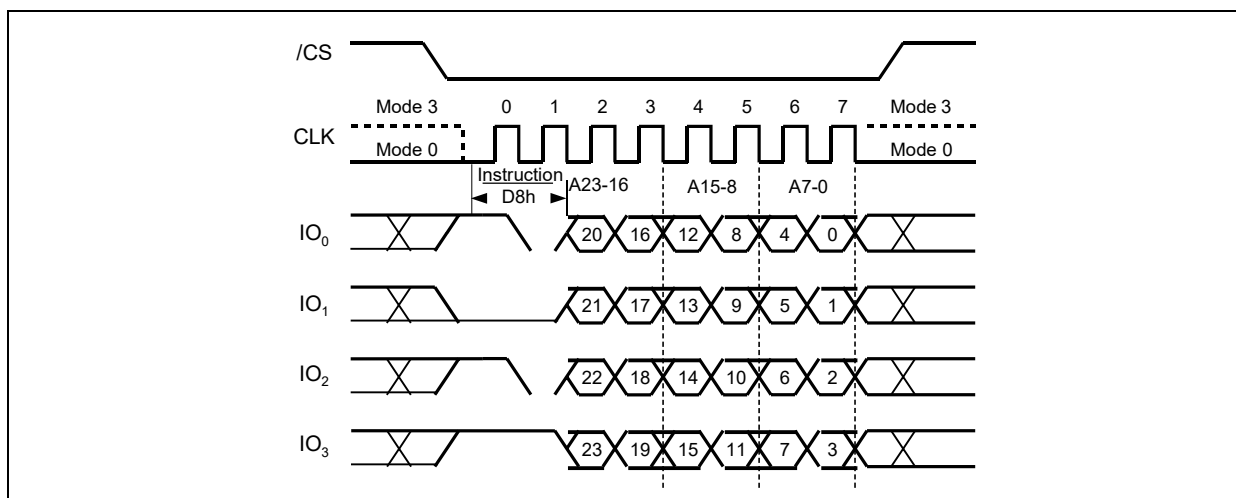 /CS
Mode 3 0 1 2 3 4 5 6 7 Mode 3
CLK
Mode 0 Mode 0
Instruction A23-16 A15-8 A7-0
D8h
IO0 20 16 12 8 4 0
IO1 21 17 13 9 5 1
IO2 22 18 14 10 6 2
IO3 23 19 15 11 7 3